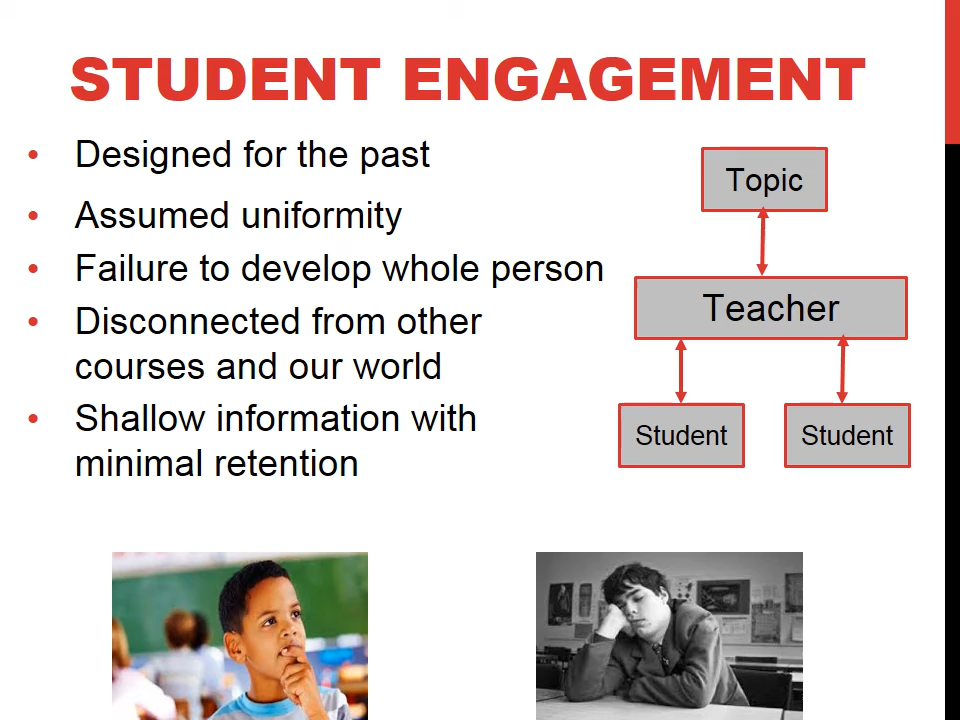 STUDENT ENGAGEMENT
• Designed for the past
• Assumed uniformity
• Failure to develop whole person
• Disconnected from other
courses and our world
• Shallow information with
minimal retention
Topic
Teacher
Student
Student